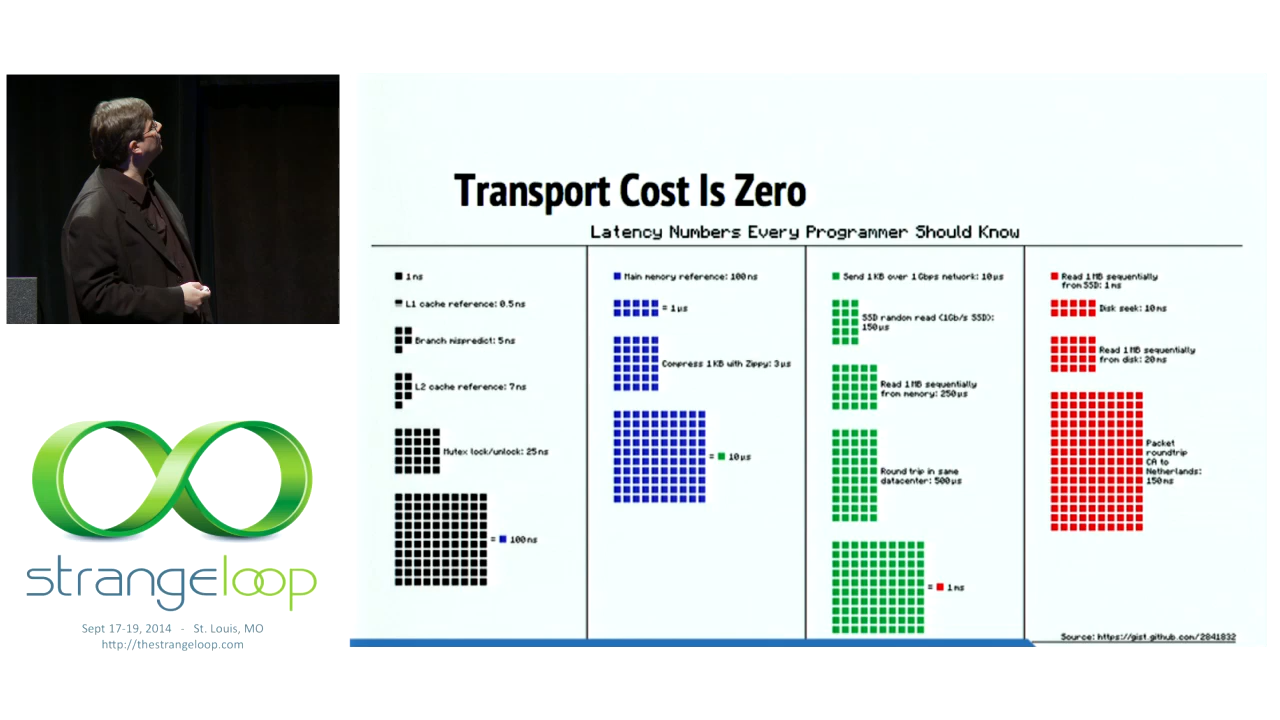 Transport Cost Is Zero
Latency Numbers Every Programmer Should Know
1 ns
L1 cache reference: 0.5 ns
Branch mispredict: 5 ns
L2 cache reference: 7 ns
Mutex lock/unlock: 25 ns
= 100 ns
Main memory reference: 100 ns
= 1 µs
Compress 1 KB with Zippy: 3 µs
= 10 µs
Send 1 KB over 1 Gbps network: 10 µs
SSD random read (1Gb/s SSD):
150 µs
Read 1 MB sequentially
from memory: 250 µs
Round trip in same
datacenter: 500 µs
= 1 ms
Read 1 MB sequentially
from SSD: 1 ms
Disk seek: 10 ms
Read 1 MB sequentially
from disk: 20 ms
Packet
roundtrip
CA to
Netherlands:
150 ms
Source: https://gist.github.com/2841832
strangeloop
Sept 17-19, 2014 - St. Louis, MO
http://thestrangeloop.com